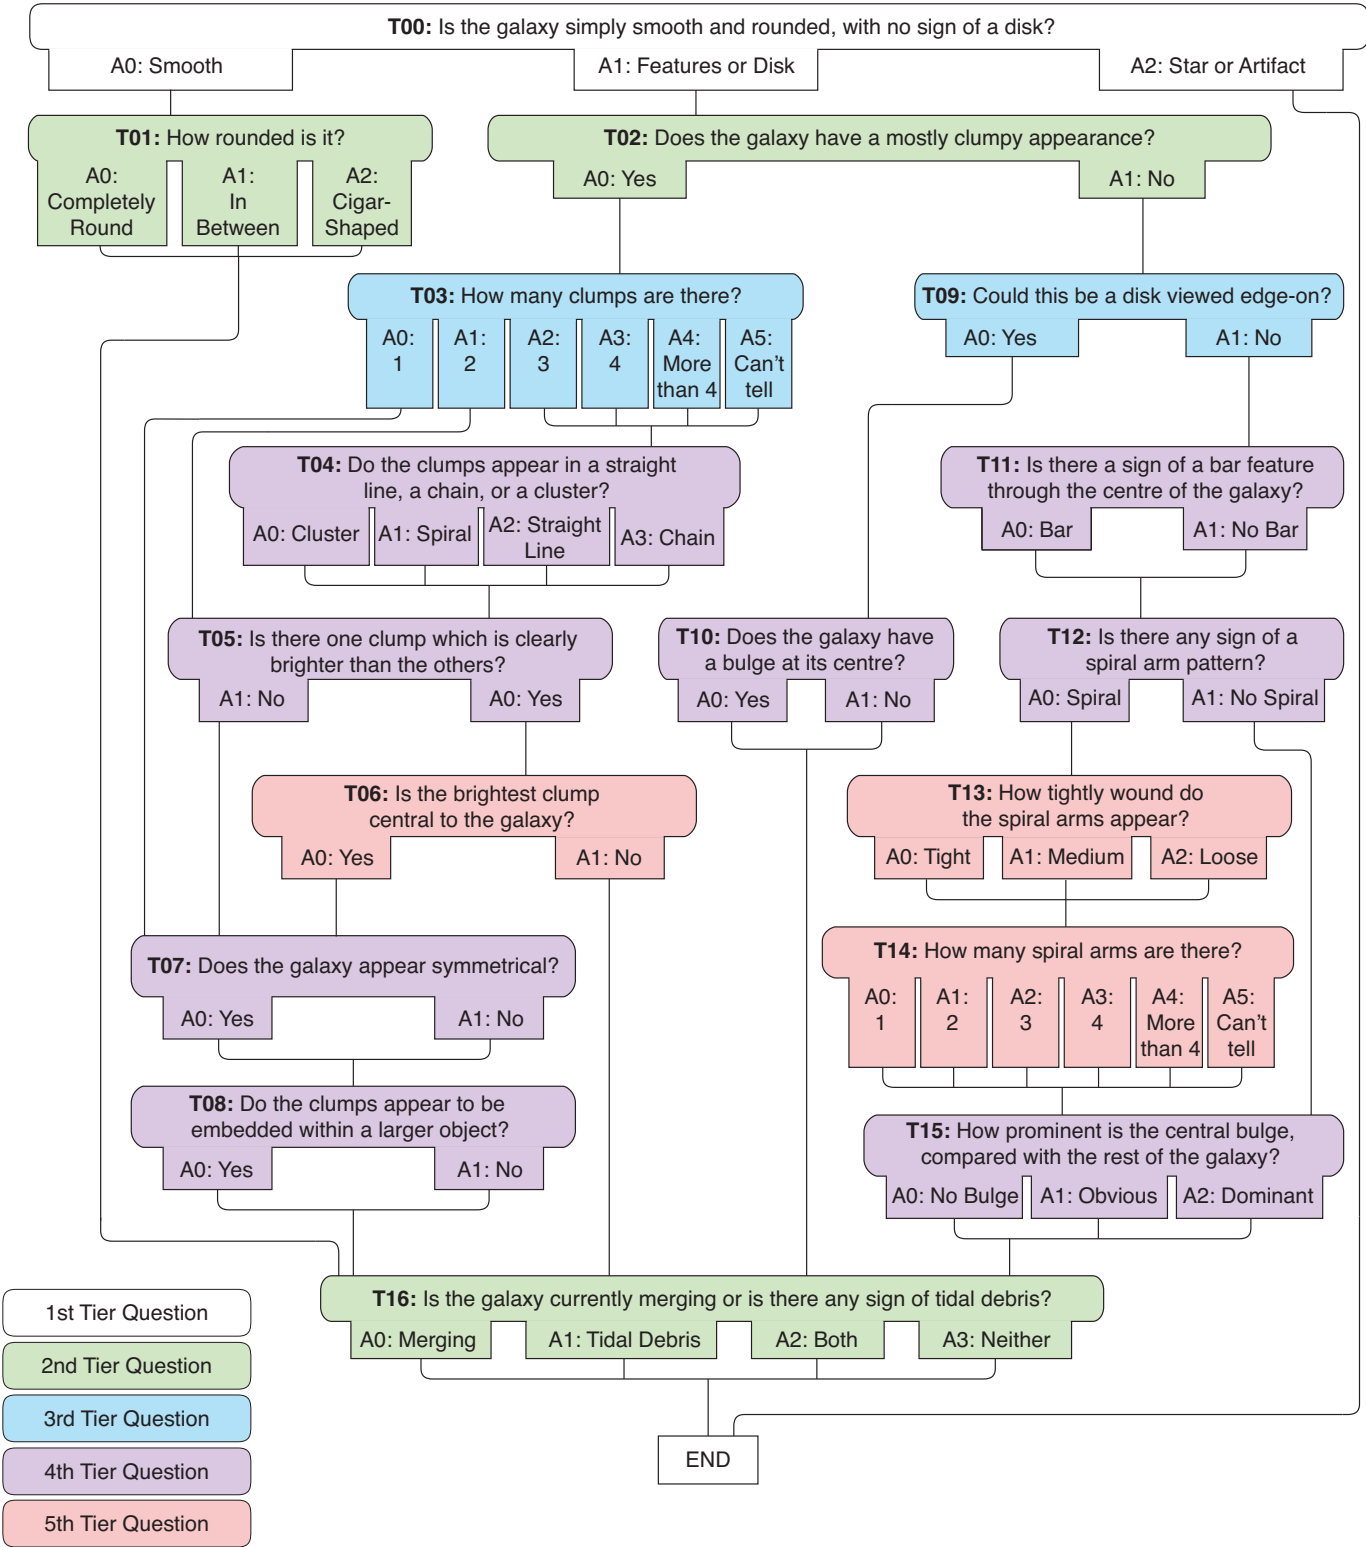 T00: Is the galaxy simply smooth and rounded, with no sign of a disk?
A0: Smooth
A1: Features or Disk
A2: Star or Artifact
T01: How rounded is it?
A0:
Completely
Round
A1:
In
Between
A2:
Cigar-
Shaped
T02: Does the galaxy have a mostly clumpy appearance?
A0: Yes
A1: No
T03: How many clumps are there?
A0:
1
A1:
2
A2:
3
A3:
4
A4:
More
than 4
A5:
Can't
tell
T09: Could this be a disk viewed edge-on?
A0: Yes
A1: No
T04: Do the clumps appear in a straight
line, a chain, or a cluster?
A0: Cluster
A1: Spiral
A2: Straight
Line
A3: Chain
T11: Is there a sign of a bar feature
through the centre of the galaxy?
A0: Bar
A1: No Bar
T05: Is there one clump which is clearly
brighter than the others?
A1: No
A0: Yes
T10: Does the galaxy have
a bulge at its centre?
A0: Yes
A1: No
T12: Is there any sign of a
spiral arm pattern?
A0: Spiral
A1: No Spiral
T06: Is the brightest clump
central to the galaxy?
A0: Yes
A1: No
T13: How tightly wound do
the spiral arms appear?
A0: Tight
A1: Medium
A2: Loose
T07: Does the galaxy appear symmetrical?
A0: Yes
A1: No
T14: How many spiral arms are there?
A0:
1
A1:
2
A2:
3
A3:
4
A4:
More
than 4
A5:
Can't
tell
T08: Do the clumps appear to be
embedded within a larger object?
A0: Yes
A1: No
T15: How prominent is the central bulge,
compared with the rest of the galaxy?
A0: No Bulge
A1: Obvious
A2: Dominant
T16: Is the galaxy currently merging or is there any sign of tidal debris?
A0: Merging
A1: Tidal Debris
A2: Both
A3: Neither
END
1st Tier Question
2nd Tier Question
3rd Tier Question
4th Tier Question
5th Tier Question